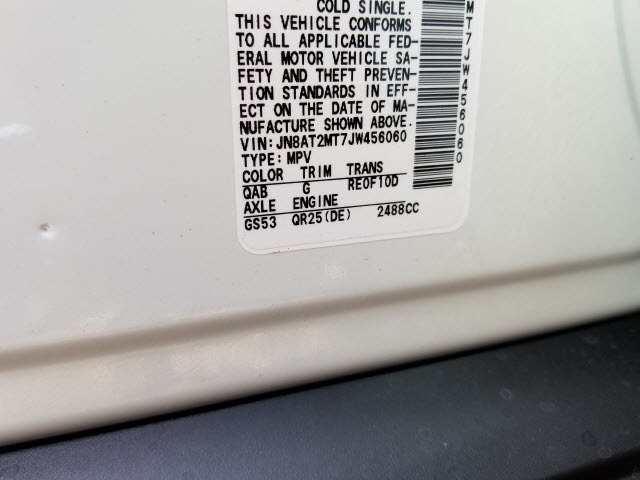 COLD SINGLE.
THIS VEHICLE CONFORMS
TO ALL APPLICABLE FED-
ERAL MOTOR VEHICLE SA-
FETY AND THEFT PREVEN-
TION STANDARDS IN EFF-
ECT ON THE DATE OF MA-
NUFACTURE SHOWN ABOVE.
VIN:JN8AT2MT7JW456060
TYPE:MPV
COLOR TRIM TRANS
QAB G RE0F10D
AXLE ENGINE
GS53 QR25(DE) 2488CC
MT7JW456060